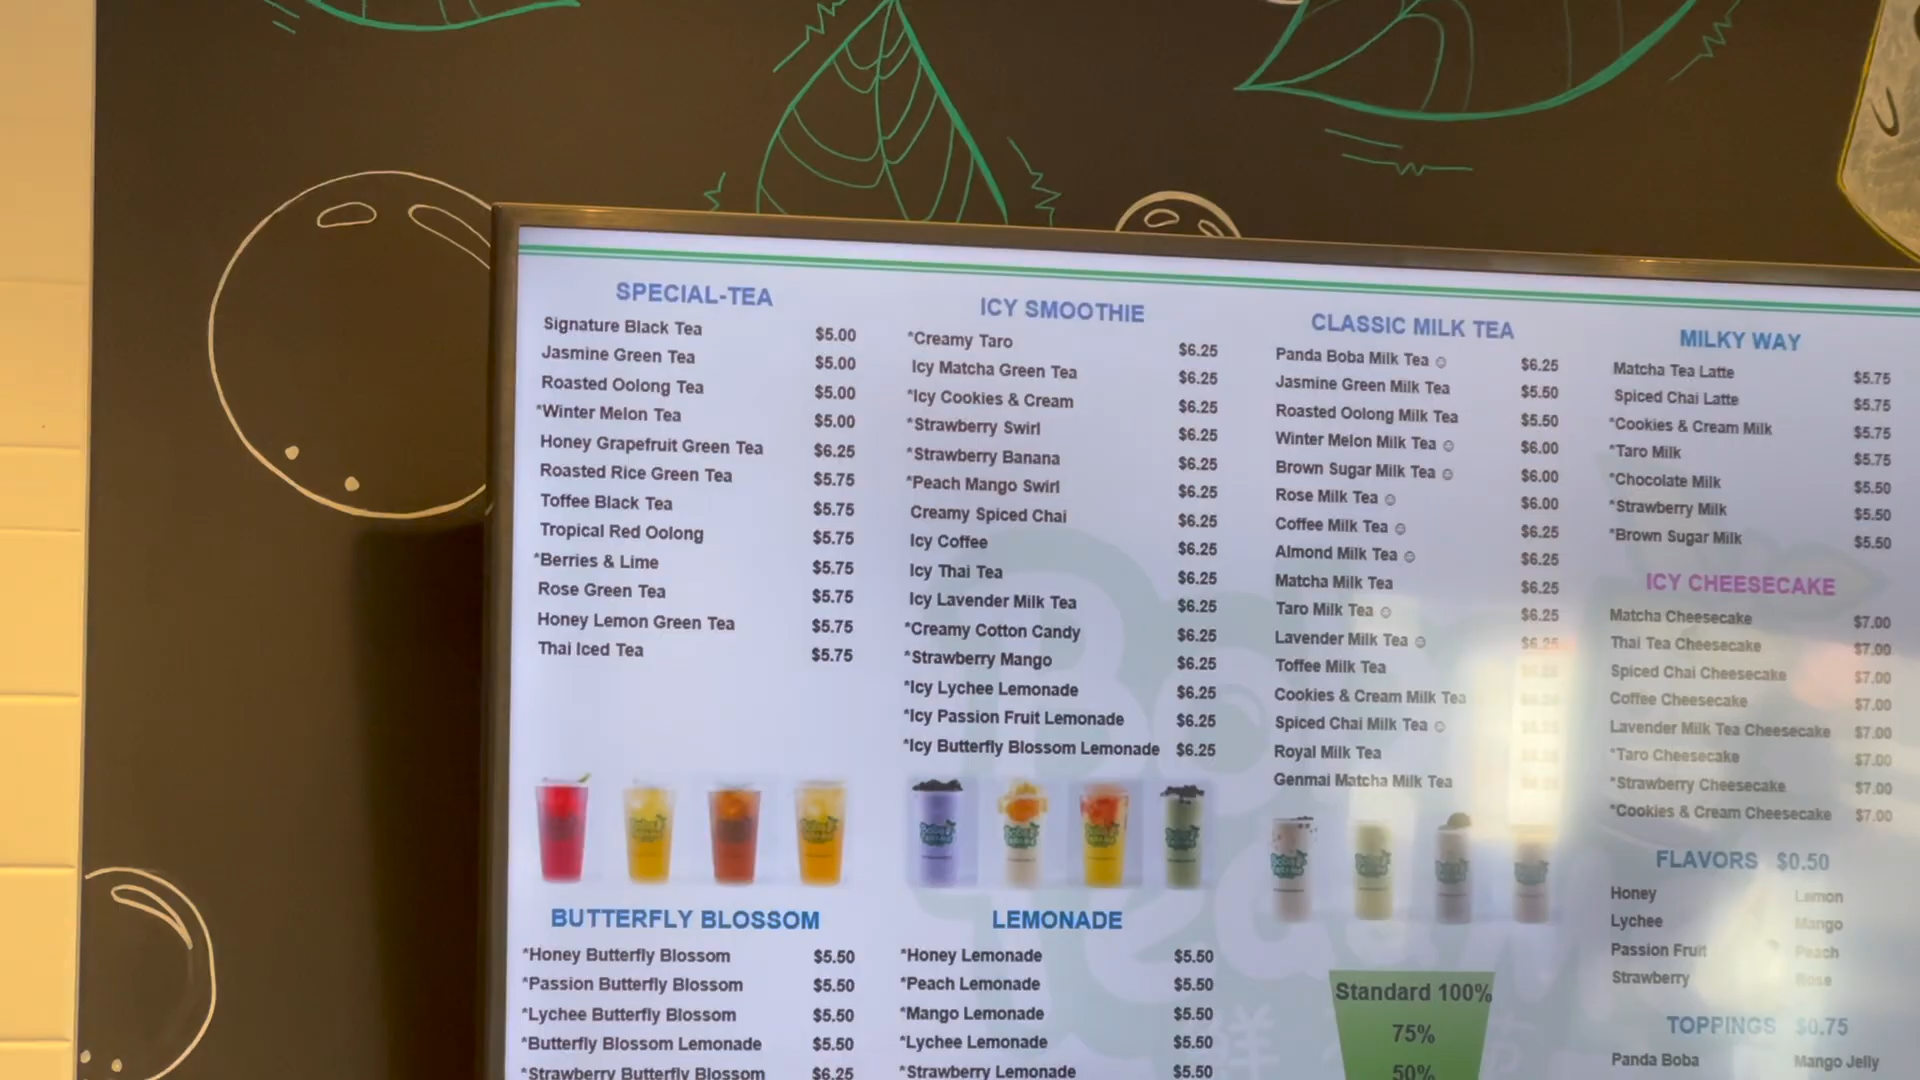 SPECIAL-TEA
Signature Black Tea $5.00
Jasmine Green Tea $5.00
Roasted Oolong Tea $5.00
*Winter Melon Tea $5.00
Honey Grapefruit Green Tea $6.25
Roasted Rice Green Tea $5.75
Toffee Black Tea $5.75
Tropical Red Oolong $5.75
*Berries & Lime $5.75
Rose Green Tea $5.75
Honey Lemon Green Tea $5.75
Thai Iced Tea $5.75
BUTTERFLY BLOSSOM
*Honey Butterfly Blossom $5.50
*Passion Butterfly Blossom $5.50
*Lychee Butterfly Blossom $5.50
*Butterfly Blossom Lemonade $5.50
*Strawberry Butterfly Blossom $6.25
ICY SMOOTHIE
*Creamy Taro $6.25
Icy Matcha Green Tea $6.25
*Icy Cookies & Cream $6.25
*Strawberry Swirl $6.25
*Strawberry Banana $6.25
*Peach Mango Swirl $6.25
Creamy Spiced Chai $6.25
Icy Coffee $6.25
Icy Thai Tea $6.25
Icy Lavender Milk Tea $6.25
*Creamy Cotton Candy $6.25
*Strawberry Mango $6.25
*Icy Lychee Lemonade $6.25
*Icy Passion Fruit Lemonade $6.25
*Icy Butterfly Blossom Lemonade $6.25
LEMONADE
*Honey Lemonade $5.50
*Peach Lemonade $5.50
*Mango Lemonade $5.50
*Lychee Lemonade $5.50
*Strawberry Lemonade $5.50
CLASSIC MILK TEA
Panda Boba Milk Tea ☺ $6.25
Jasmine Green Milk Tea $5.50
Roasted Oolong Milk Tea $5.50
Winter Melon Milk Tea ☺ $6.00
Brown Sugar Milk Tea ☺ $6.00
Rose Milk Tea ☺ $6.00
Coffee Milk Tea ☺ $6.25
Almond Milk Tea ☺ $6.25
Matcha Milk Tea $6.25
Taro Milk Tea ☺ $6.25
Lavender Milk Tea ☺ $6.25
Toffee Milk Tea
Cookies & Cream Milk Tea
Spiced Chai Milk Tea ☺
Royal Milk Tea
Genmai Matcha Milk Tea
Standard 100%
75%
50%
MILKY WAY
Matcha Tea Latte $5.75
Spiced Chai Latte $5.75
*Cookies & Cream Milk $5.75
*Taro Milk $5.75
*Chocolate Milk $5.50
*Strawberry Milk $5.50
*Brown Sugar Milk $5.50
ICY CHEESECAKE
Matcha Cheesecake $7.00
Thai Tea Cheesecake $7.00
Spiced Chai Cheesecake $7.00
Coffee Cheesecake $7.00
Lavender Milk Tea Cheesecake $7.00
*Taro Cheesecake $7.00
*Strawberry Cheesecake $7.00
*Cookies & Cream Cheesecake $7.00
FLAVORS $0.50
Honey Lemon
Lychee Mango
Passion Fruit Peach
Strawberry Rose
TOPPINGS $0.75
Panda Boba Mango Jelly